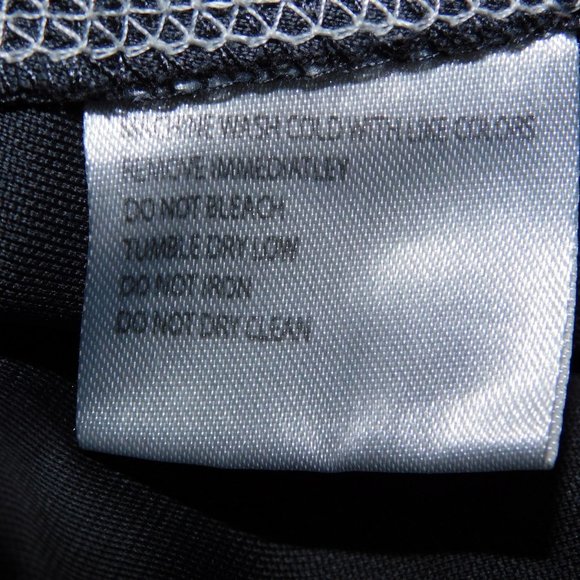 MACHINE WASH COLD WITH LIKE COLORS
REMOVE IMMEDIATLEY
DO NOT BLEACH
TUMBLE DRY LOW
DO NOT IRON
DO NOT DRY CLEAN